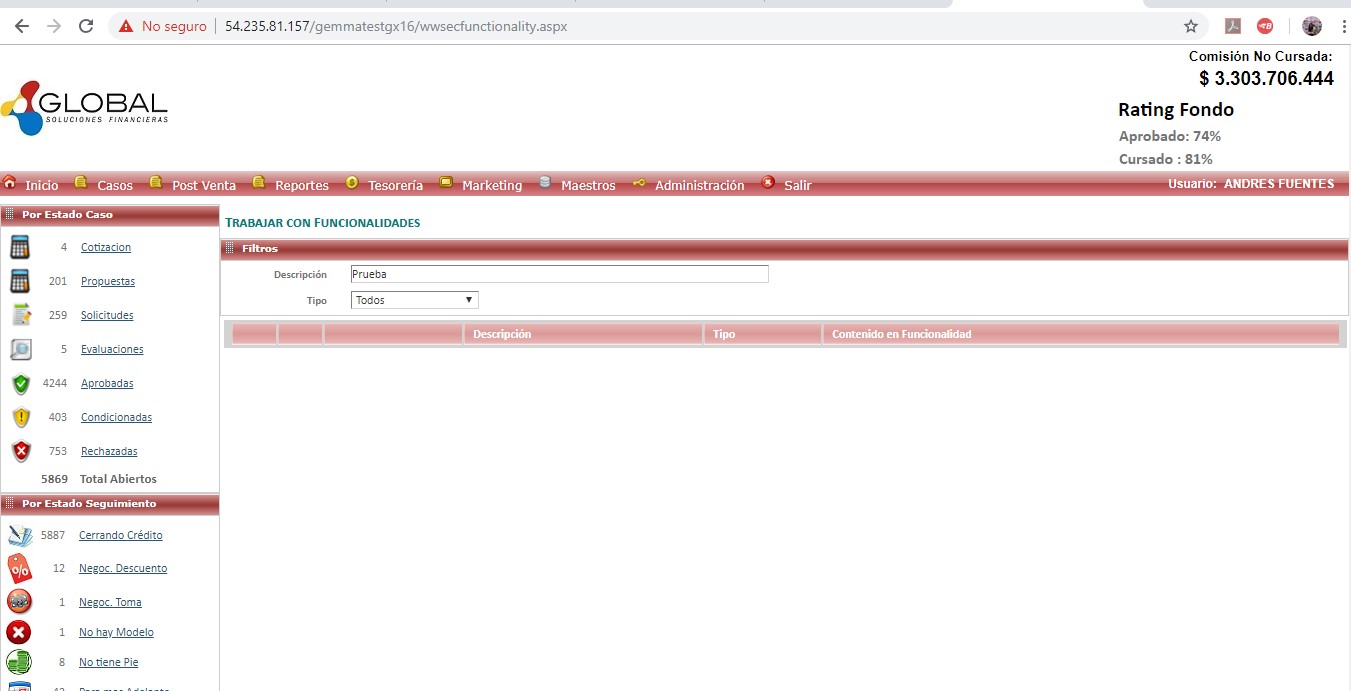 No seguro | 54.235.81.157/gemmatestgx16/wwsecfunctionality.aspx
GLOBAL
SOLUCIONES FINANCIERAS
Comisión No Cursada:
$ 3.303.706.444
Rating Fondo
Aprobado: 74%
Cursado : 81%
Inicio Casos Post Venta Reportes Tesorería Marketing Maestros Administración Salir Usuario: ANDRES FUENTES
Por Estado Caso
4 Cotizacion
201 Propuestas
259 Solicitudes
5 Evaluaciones
4244 Aprobadas
403 Condicionadas
753 Rechazadas
5869 Total Abiertos
Por Estado Seguimiento
5887 Cerrando Crédito
12 Negoc. Descuento
1 Negoc. Toma
1 No hay Modelo
8 No tiene Pie
TRABAJAR CON FUNCIONALIDADES
Filtros
Descripción Prueba
Tipo Todos
Descripción Tipo Contenido en Funcionalidad